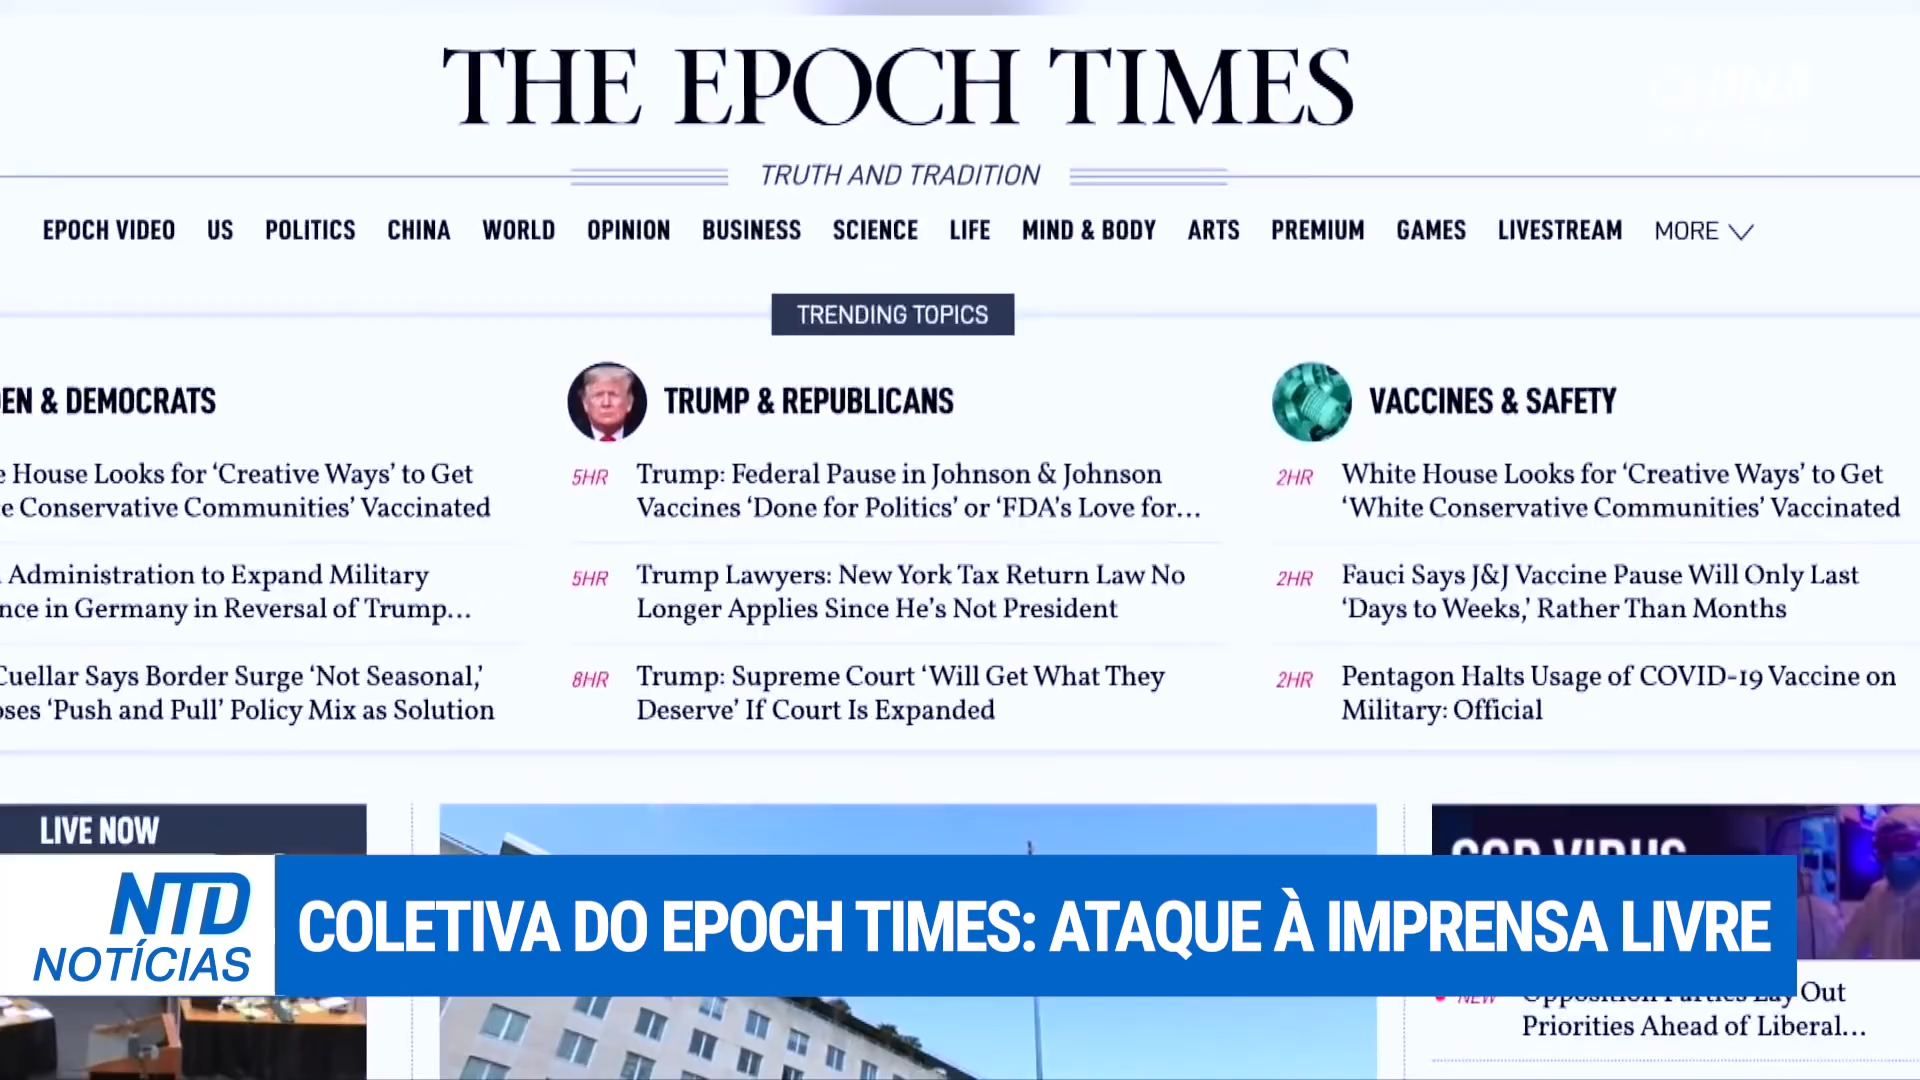 THE EPOCH TIMES
TRUTH AND TRADITION
EPOCH VIDEO US POLITICS CHINA WORLD OPINION BUSINESS SCIENCE LIFE MIND & BODY ARTS PREMIUM GAMES LIVESTREAM MORE
TRENDING TOPICS
& DEMOCRATS
House Looks for ‘Creative Ways’ to Get
Conservative Communities’ Vaccinated
Administration to Expand Military
in Germany in Reversal of Trump...
Cuellar Says Border Surge ‘Not Seasonal,’
‘Push and Pull’ Policy Mix as Solution
TRUMP & REPUBLICANS
5HR Trump: Federal Pause in Johnson & Johnson
Vaccines ‘Done for Politics’ or ‘FDA’s Love for...
5HR Trump Lawyers: New York Tax Return Law No
Longer Applies Since He’s Not President
8HR Trump: Supreme Court ‘Will Get What They
Deserve’ If Court Is Expanded
VACCINES & SAFETY
2HR White House Looks for ‘Creative Ways’ to Get
‘White Conservative Communities’ Vaccinated
2HR Fauci Says J&J Vaccine Pause Will Only Last
‘Days to Weeks,’ Rather Than Months
2HR Pentagon Halts Usage of COVID-19 Vaccine on
Military: Official
LIVE NOW
CCP VIRUS
NEW Opposition Parties Lay Out
Priorities Ahead of Liberal...
NTD
NOTÍCIAS
COLETIVA DO EPOCH TIMES: ATAQUE À IMPRENSA LIVRE